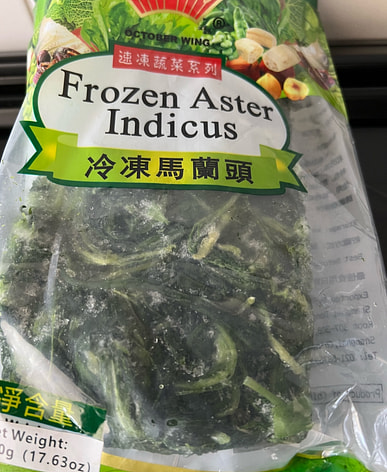 OCTOBER WING
®
速凍蔬菜系列
Frozen Aster
Indicus
冷凍馬蘭頭
淨含量
et Weight:
0g (17.63oz)